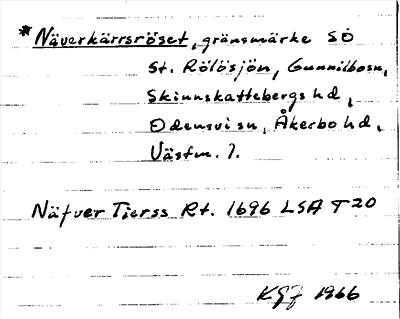 *Näverkärrsröset, gränsmärke SÖ
St. Rölösjön, Gunnilbosn,
Skinnskattebergs hd,
Odensvi sn, Åkerbo hd,
Västm. l.
Näfver Tierss Rt. 1696 LSA T20
KGJ 1966